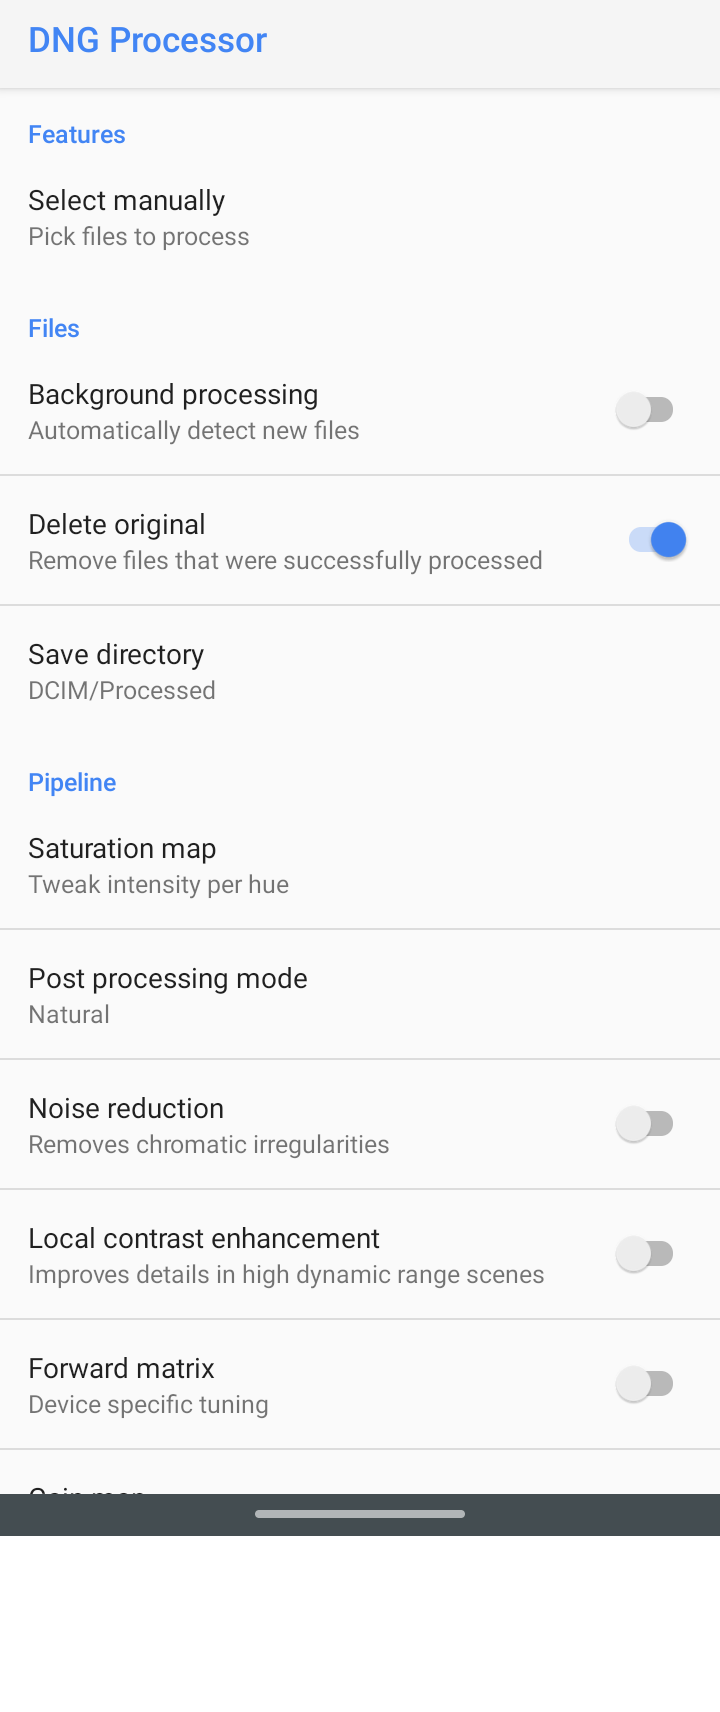 DNG Processor
Features
Select manually
Pick files to process
Files
Background processing
Automatically detect new files
Delete original
Remove files that were successfully processed
Save directory
DCIM/Processed
Pipeline
Saturation map
Tweak intensity per hue
Post processing mode
Natural
Noise reduction
Removes chromatic irregularities
Local contrast enhancement
Improves details in high dynamic range scenes
Forward matrix
Device specific tuning